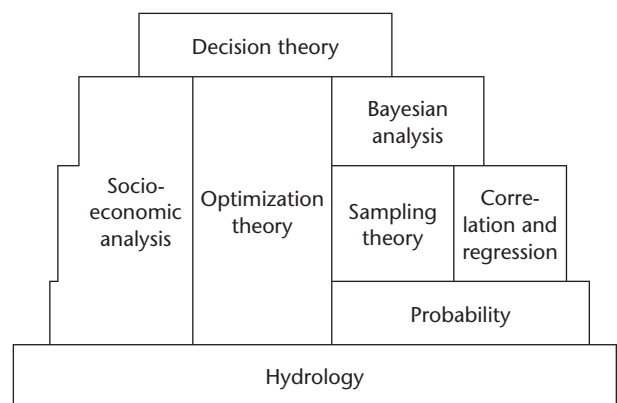 Decision theory
Bayesian
analysis
Socio-
economic
analysis
Optimization
theory
Sampling
theory
Corre-
lation and
regression
Probability
Hydrology